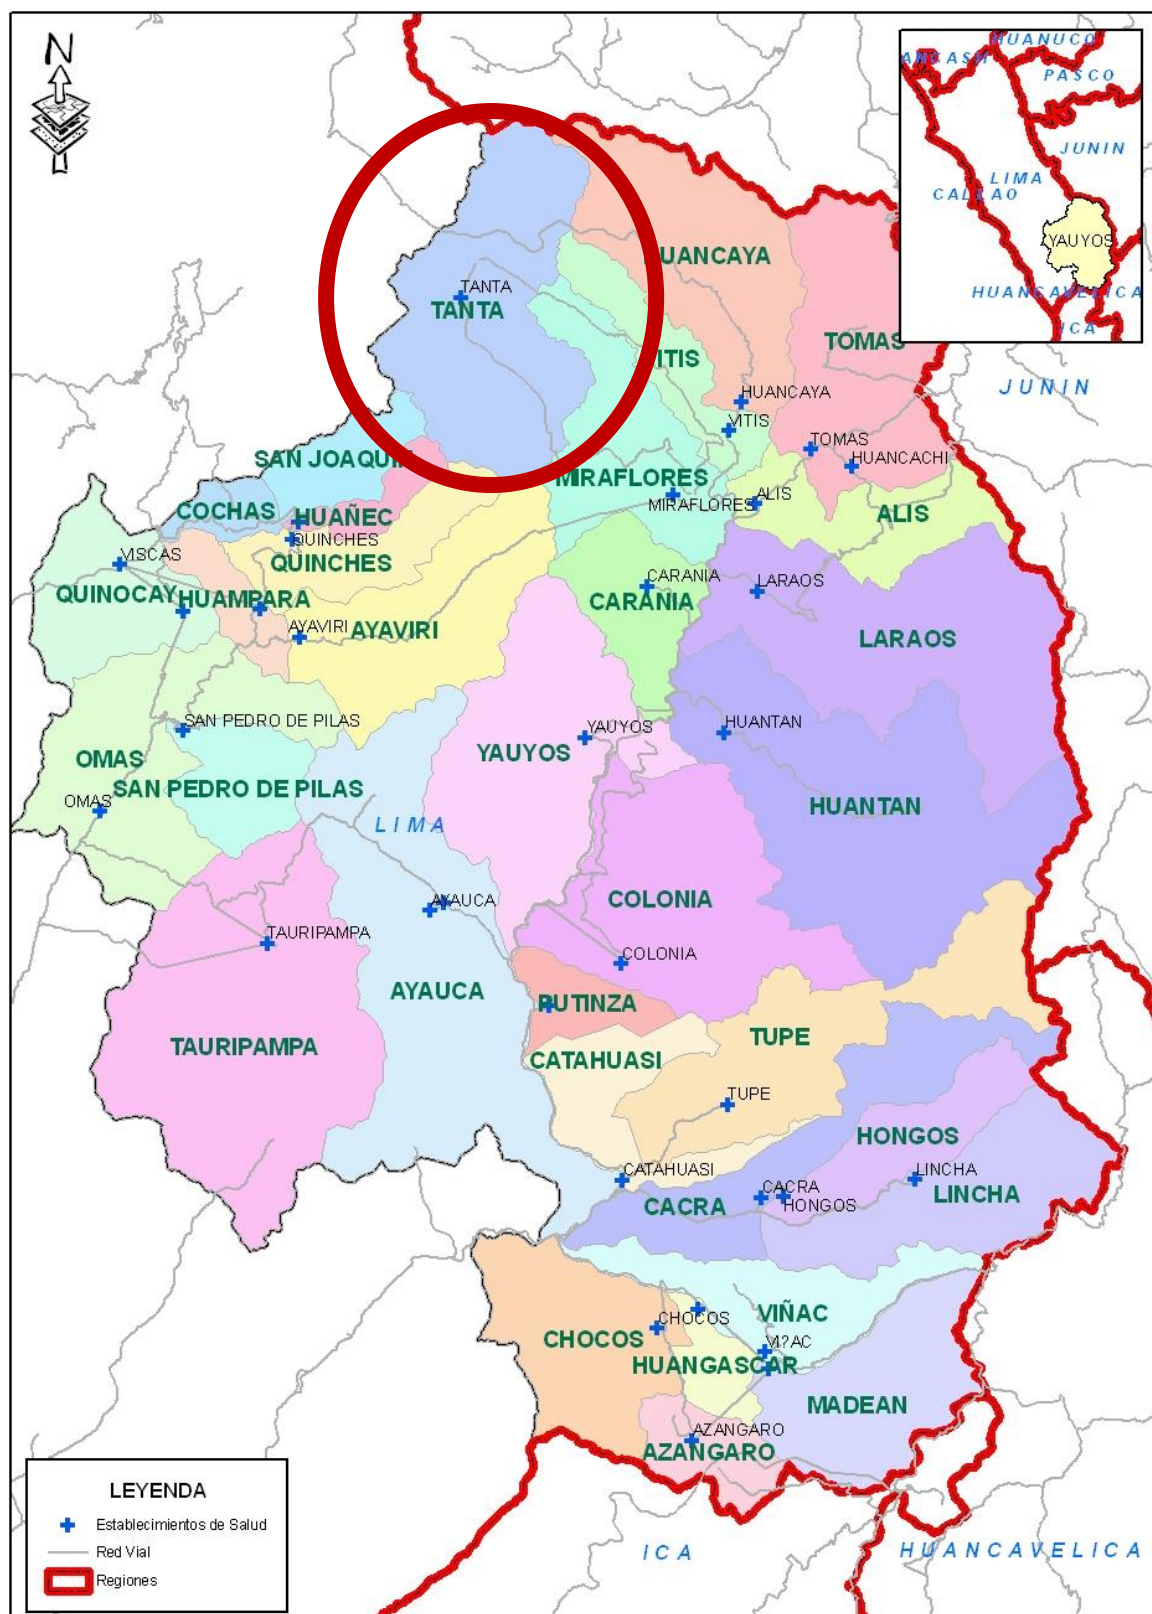 N
ANCASH
HUANUCO
PASCO
JUNIN
LIMA
CALLAO
YAUYOS
HUANCAVELICA
ICA
HUANCAYA
TANTA
TANTA
TOMAS
VITIS
JUNIN
HUANCAYA
VITIS
TOMAS
HUANCACHI
SAN JOAQUIN
MIRAFLORES
MIRAFLORES
ALIS
ALIS
COCHAS
HUAÑEC
QUINCHES
QUINCHES
VISCAS
QUINOCAY
HUAMPARA
AYAVIRI
AYAVIRI
CARANIA
CARANIA
LARAOS
LARAOS
SAN PEDRO DE PILAS
YAUYOS
YAUYOS
HUANTAN
OMAS
SAN PEDRO DE PILAS
OMAS
LIMA
HUANTAN
AYAUCA
COLONIA
TAURIPAMPA
COLONIA
AYAUCA
PUTINZA
TAURIPAMPA
CATAHUASI
TUPE
TUPE
HONGOS
CATAHUASI
CACRA
CACRA
HONGOS
LINCHA
LINCHA
CHOCOS
CHOCOS
VIÑAC
VI?AC
HUANGASCAR
MADEAN
AZANGARO
AZANGARO
LEYENDA
Establecimientos de Salud
Red Vial
Regiones
ICA
HUANCAVELICA